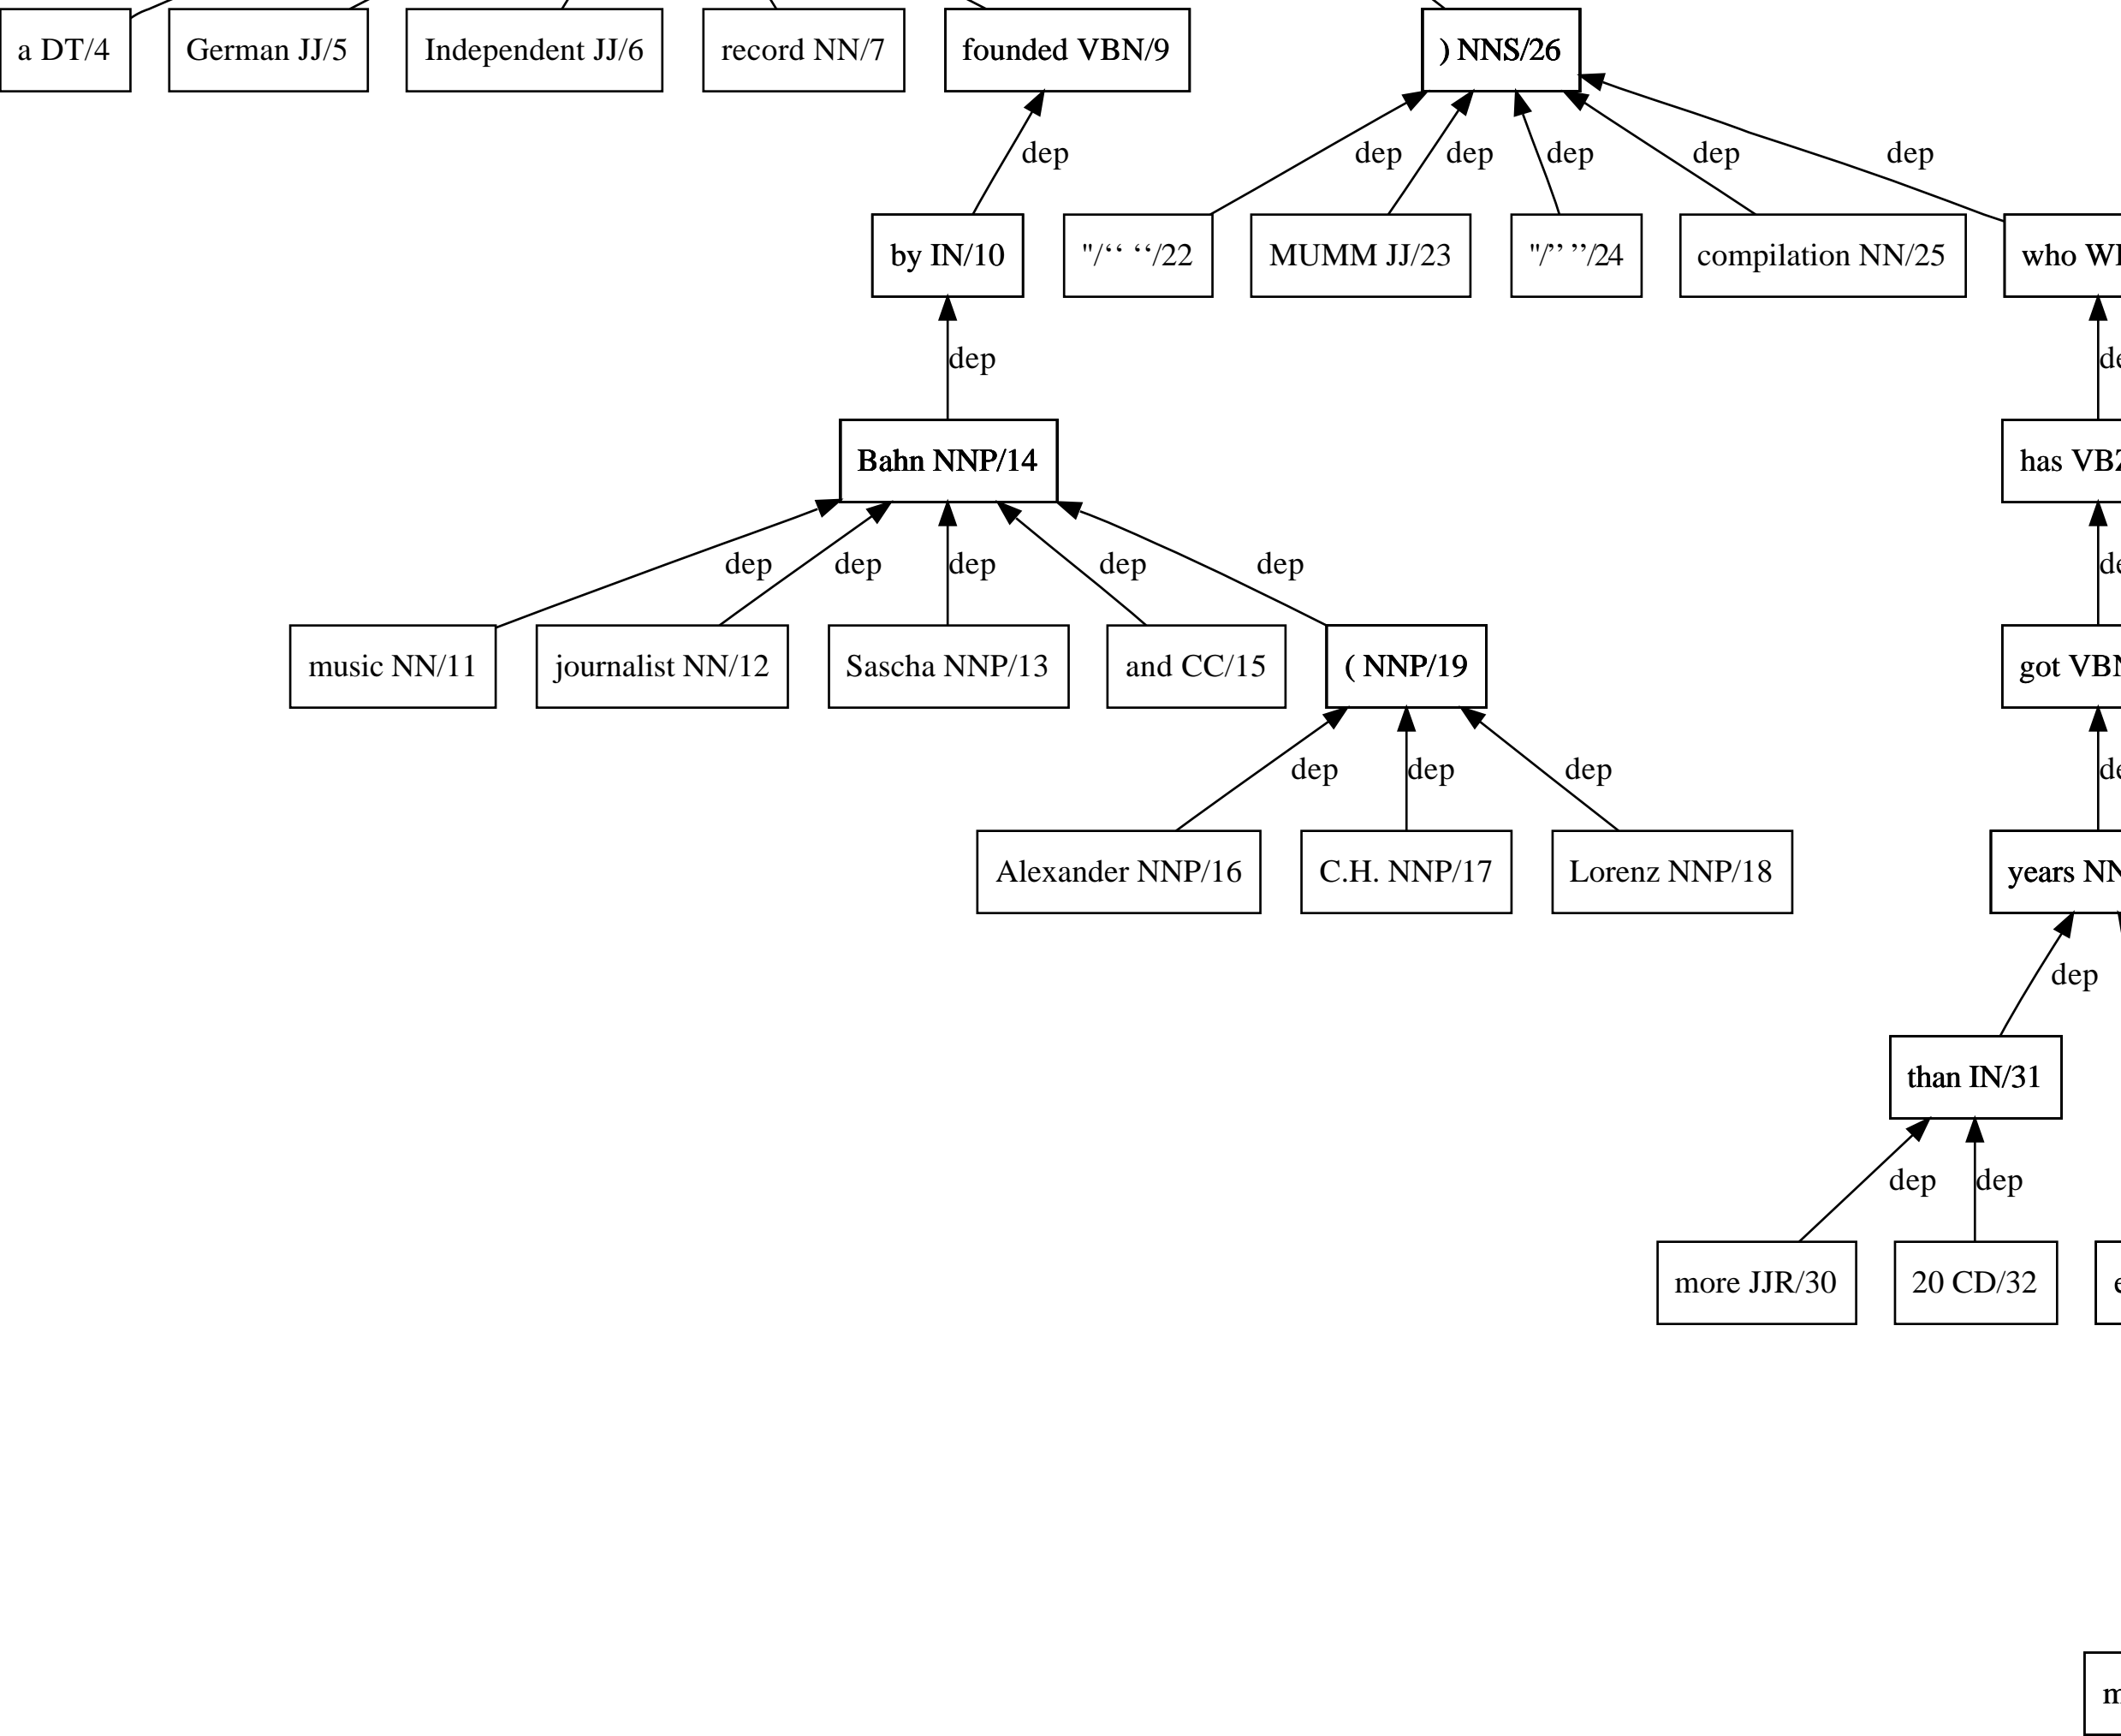 a DT/4 German JJ/5 Independent JJ/6 record NN/7 founded VBN/9 ) NNS/26
dep dep dep dep dep dep
by IN/10 "/“ “/22 MUMM JJ/23 "/” ”/24 compilation NN/25 who
dep
Bahn NNP/14 has
dep dep dep dep dep
music NN/11 journalist NN/12 Sascha NNP/13 and CC/15 ( NNP/19 got
dep dep dep
Alexander NNP/16 C.H. NNP/17 Lorenz NNP/18 years
dep
than IN/31
dep dep
more JJR/30 20 CD/32